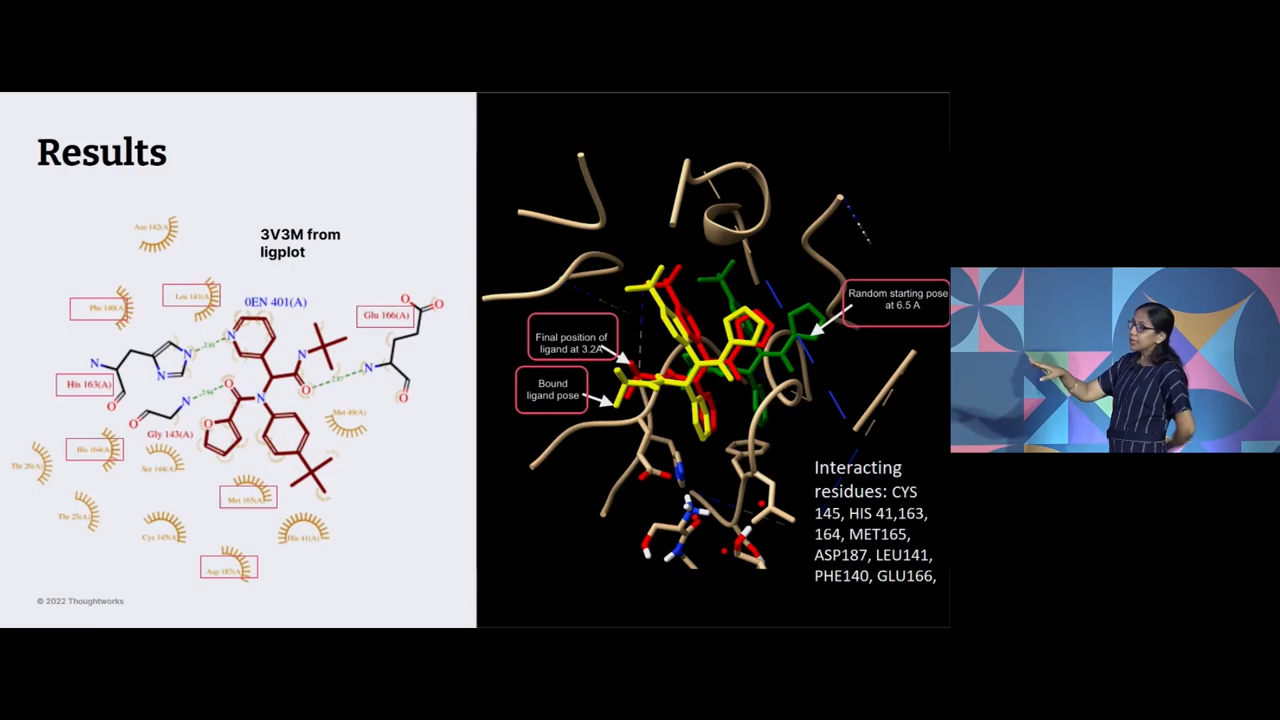 Results
3V3M from
ligplot
Asn 142(A)
Phe 140(A)
Leu 141(A)
0EN 401(A)
Glu 166(A)
O
O
N
N
N
N
N
N
O
O
N
His 163(A)
O
O
O
N
O
O
N
O
Gly 143(A)
Met 49(A)
His 164(A)
Ser 144(A)
Thr 26(A)
Met 165(A)
Thr 25(A)
Cys 145(A)
His 41(A)
Asp 187(A)
© 2022 Thoughtworks
Random starting pose
at 6.5 A
Final position of
ligand at 3.2A
Bound
ligand pose
Interacting
residues: CYS
145, HIS 41,163,
164, MET165,
ASP187, LEU141,
PHE140, GLU166,